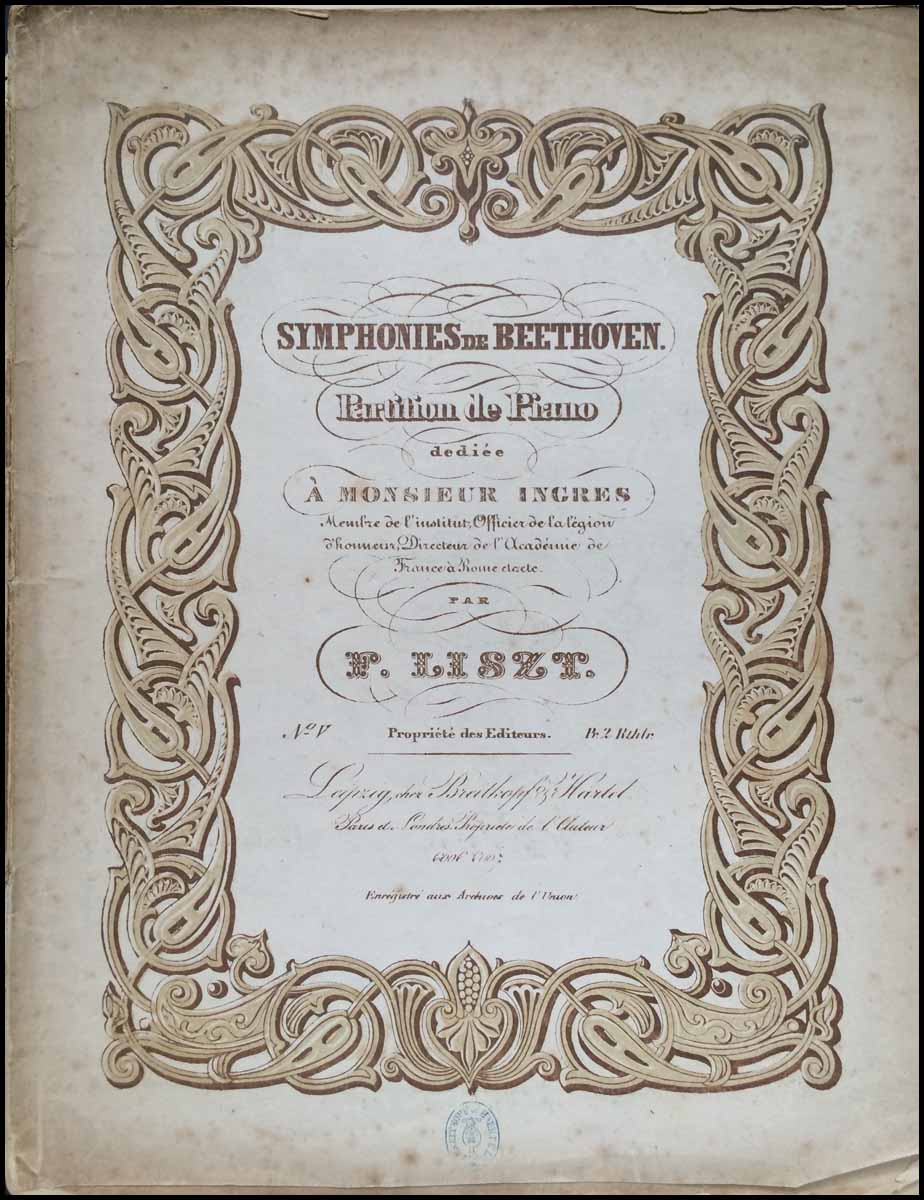 SYMPHONIES DE BEETHOVEN.
Partition de Piano
dediée
À MONSIEUR INGRES
Membre de l'institut, Officier de la légion
d'honneur, Directeur de l'Académie de
France à Rome etcetc.
PAR
F. LISZT.
No V Propriété des Editeurs. Pr. 2 Rthlr.
Leipzig, chez Breitkopf & Härtel
Paris et Londres. Propriété de l'Auteur
Enregistré aux Archives de l'Union